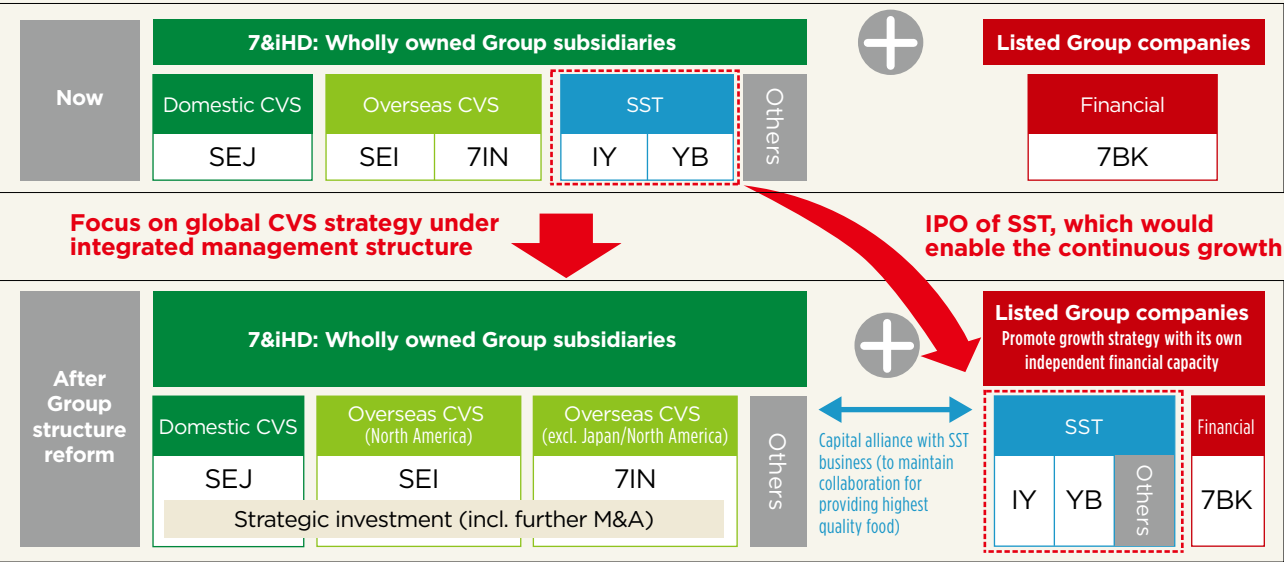 Now
7&iHD: Wholly owned Group subsidiaries
Domestic CVS
SEJ
Overseas CVS
SEI
7IN
SST
IY
YB
Others
Listed Group companies
Financial
7BK
Focus on global CVS strategy under
integrated management structure
IPO of SST, which would
enable the continuous growth
After
Group
structure
reform
7&iHD: Wholly owned Group subsidiaries
Domestic CVS
SEJ
Overseas CVS
(North America)
SEI
Overseas CVS
(excl. Japan/North America)
7IN
Strategic investment (incl. further M&A)
Others
Capital alliance with SST
business (to maintain
collaboration for
providing highest
quality food)
Listed Group companies
Promote growth strategy with its own
independent financial capacity
SST
IY
YB
Others
Financial
7BK